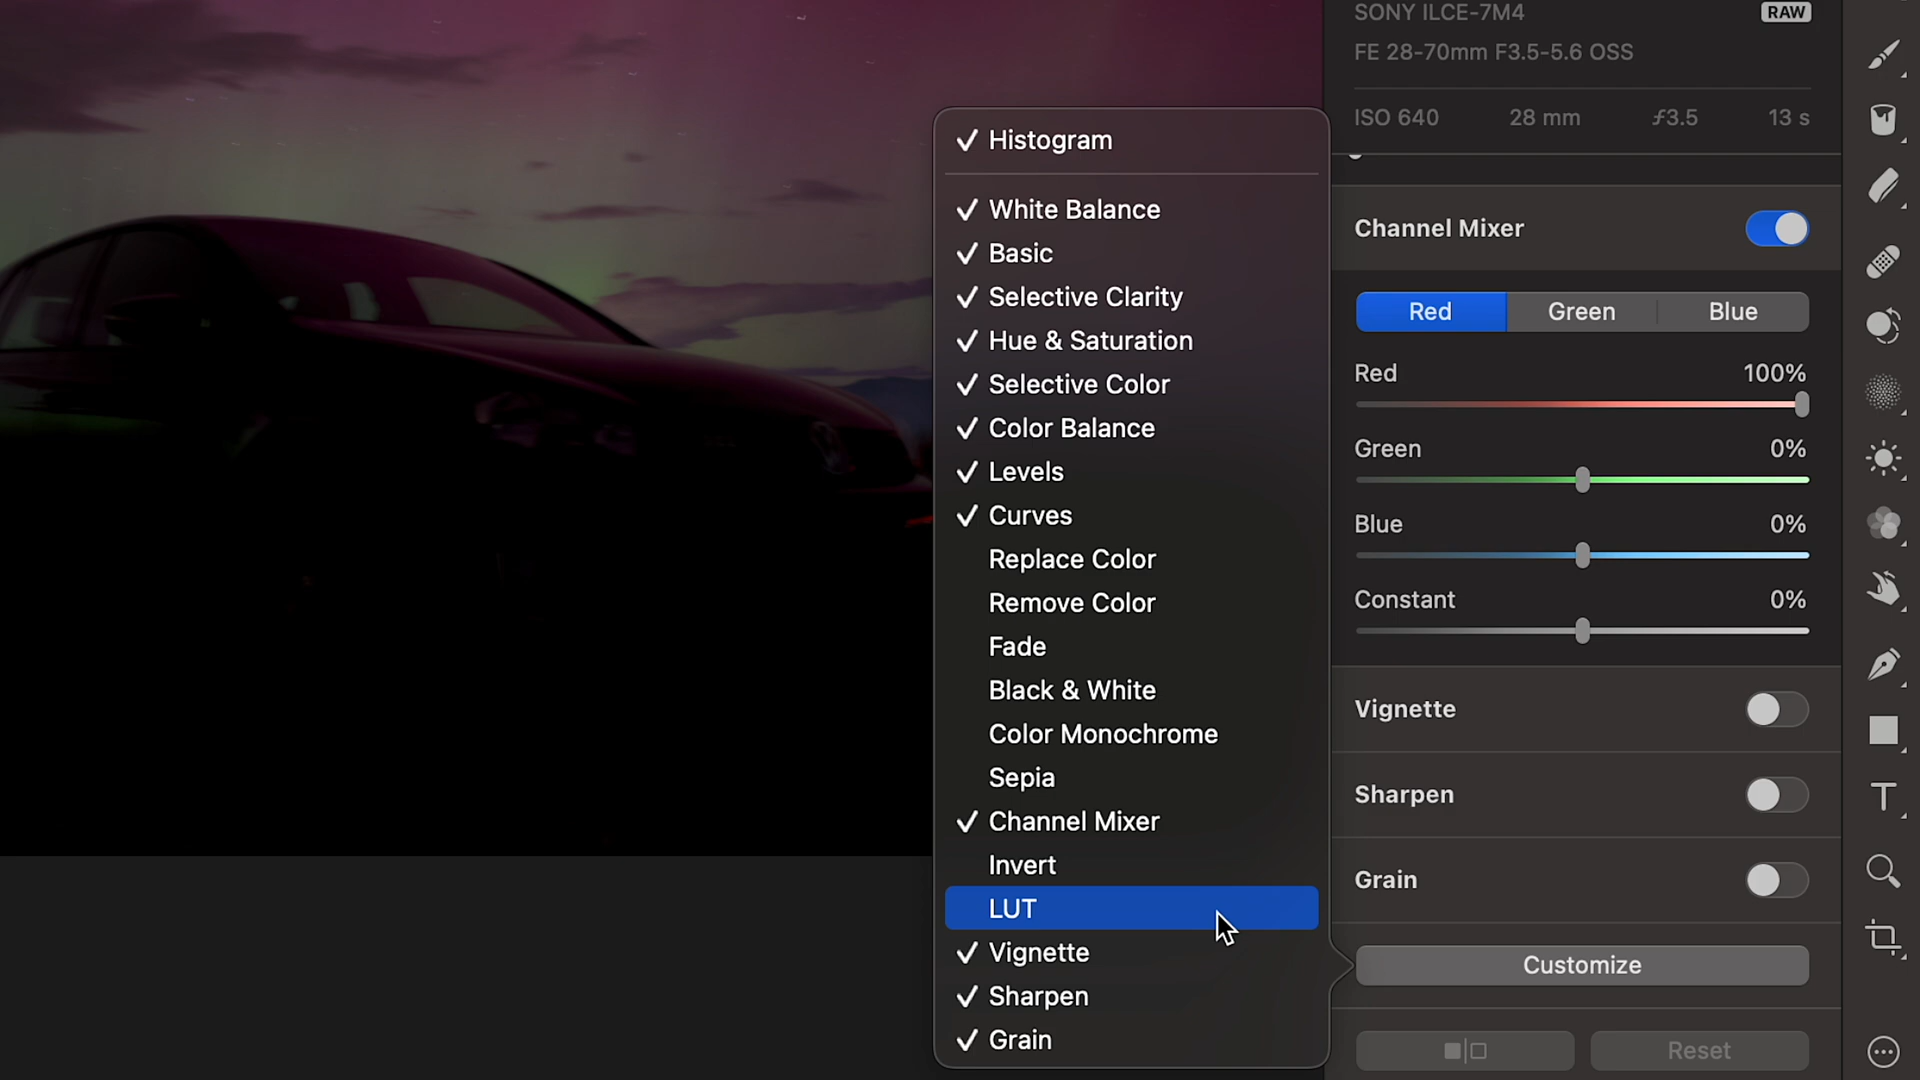 SONY ILCE-7M4
RAW
FE 28-70mm F3.5-5.6 OSS
ISO 640
28 mm
ƒ3.5
13 s
Histogram
White Balance
Basic
Selective Clarity
Hue & Saturation
Selective Color
Color Balance
Levels
Curves
Replace Color
Remove Color
Fade
Black & White
Color Monochrome
Sepia
Channel Mixer
Invert
LUT
Vignette
Sharpen
Grain
Channel Mixer
Red
Green
Blue
Red
100%
Green
0%
Blue
0%
Constant
0%
Vignette
Sharpen
Grain
Customize
Reset